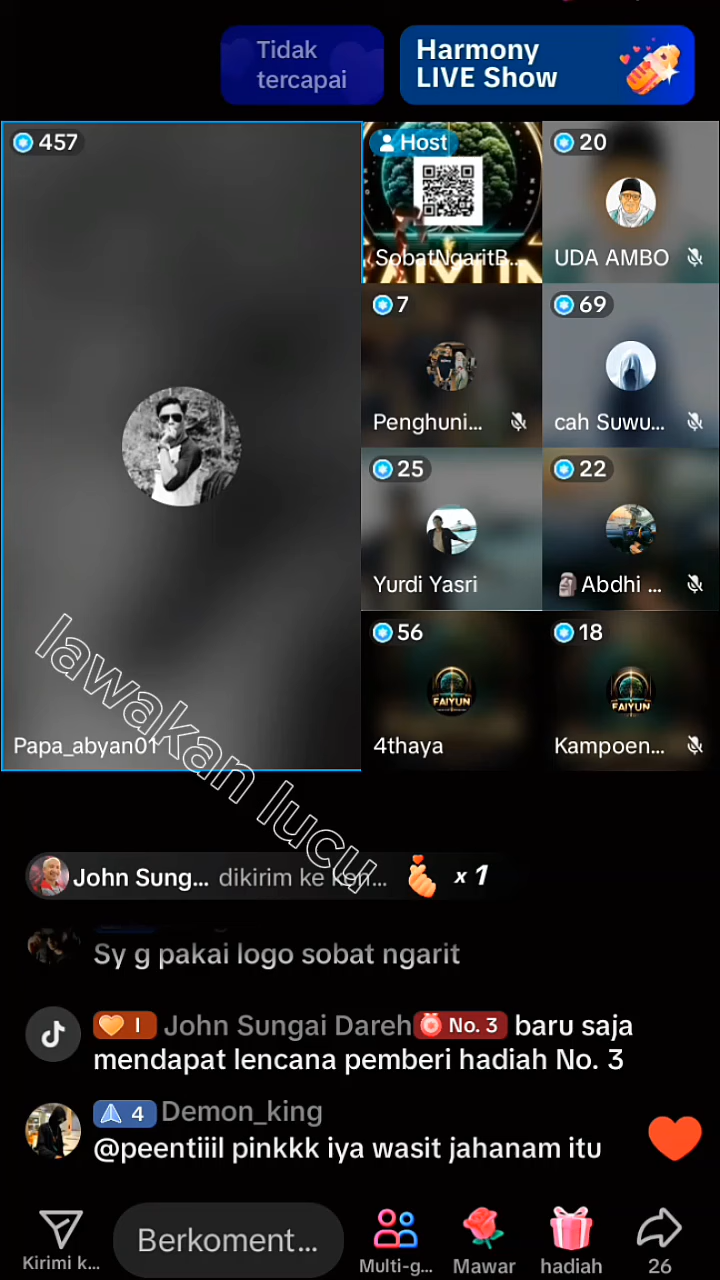 Tidak
tercapai
Harmony
LIVE Show
457
Host
20
SobatNgaritB...
FAIYUN
UDA AMBO
7
69
Penghuni...
cah Suwu...
25
22
Yurdi Yasri
Abdhi ...
56
18
FAIYUN
FAIYUN
Papa_abyan01
4thaya
Kampoen...
lawakan lucu
John Sung... dikirim ke Ken... x 1
Sy g pakai logo sobat ngarit
I John Sungai Dareh No. 3 baru saja
mendapat lencana pemberi hadiah No. 3
4 Demon_king
@peentiiil pinkkk iya wasit jahanam itu
Berkoment...
Kirimi k...
Multi-g...
Mawar
hadiah
26